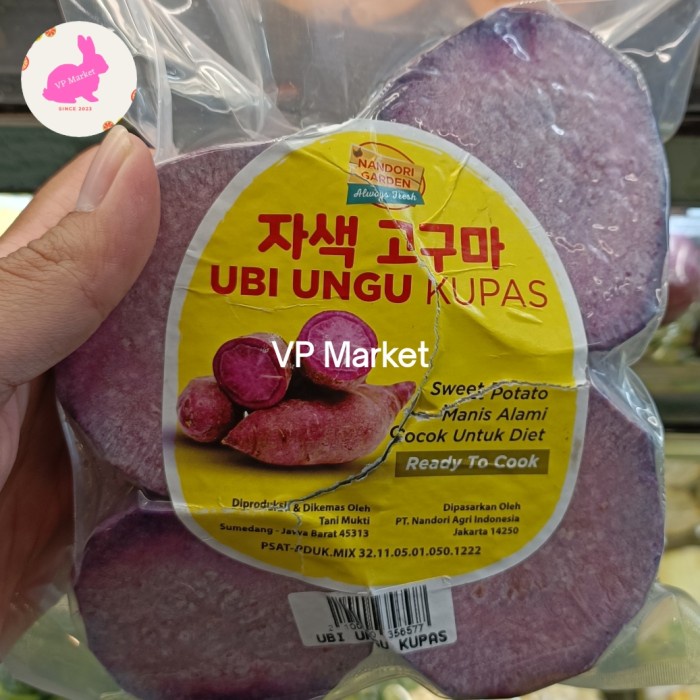 VP Market
SINCE 2022
NANDORI
GARDEN
Always Fresh
자색 고구마
UBI UNGU KUPAS
VP Market
Sweet Potato
Manis Alami
Cocok Untuk Diet
Ready To Cook
Diproduksi & Dikemas Oleh
Tani Mukti
Sumedang - Jawa Barat 45313
Dipasarkan Oleh
PT. Nandori Agri Indonesia
Jakarta 14250
PSAT-PDUK.MIX 32.11.05.01.050.1222
356577
UBI UNGU KUPAS